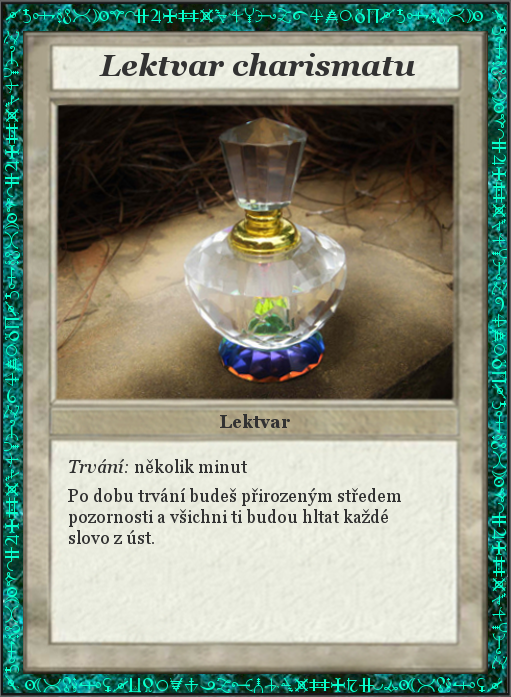 Lektvar charismatu
Lektvar
Trvání: několik minut
Po dobu trvání budeš přirozeným středem
pozornosti a všichni ti budou hltat každé
slovo z úst.